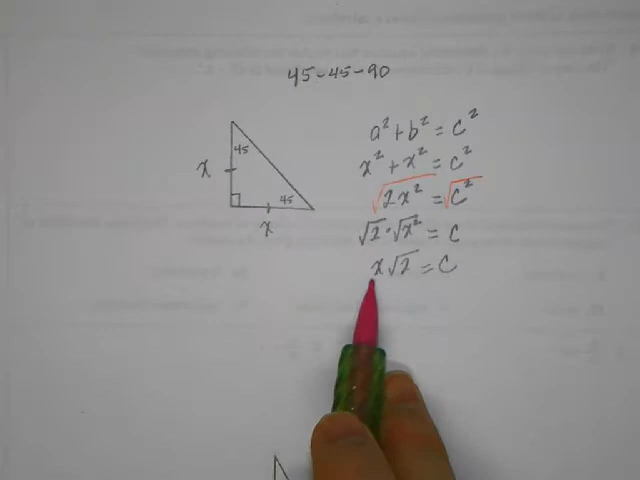 45-45-90
45
x
45
x
a² + b² = c²
x² + x² = c²
√2x² = √c²
√2 · √x² = c
x√2 = c